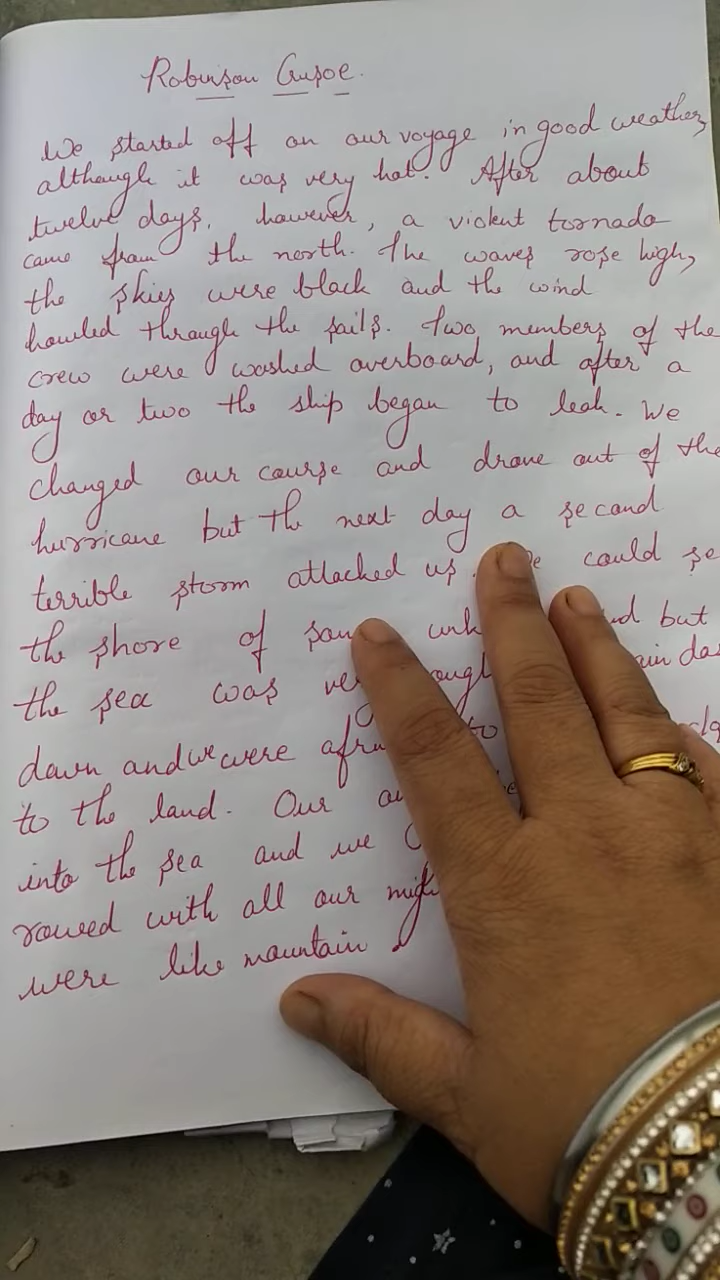 Robinson Crusoe.
We started off on our voyage in good weather,
although it was very hot. After about
twelve days, however, a violent tornado
came from the north. The waves rose high,
the skies were black and the wind
howled through the sails. Two members of the
crew were washed overboard, and after a
day or two the ship began to leak. We
changed our course and drove out of the
hurricane but the next day a second
terrible storm attacked us. could
the shore of but
the sea was
down and we were to
to the land. Our
into the sea and we
rowed with all our
were like mountain